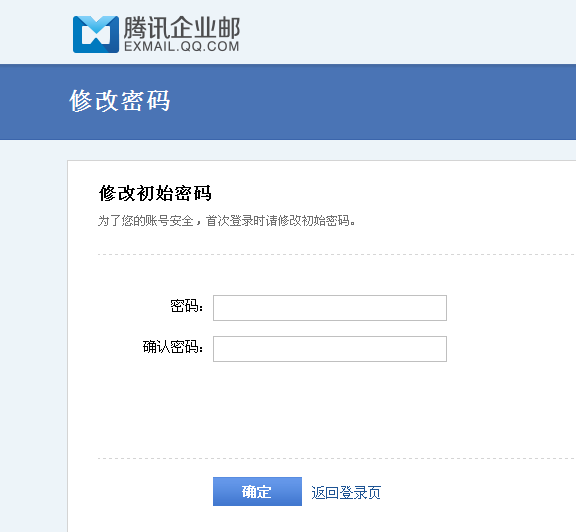 腾讯企业邮
EXMAIL.QQ.COM
修改密码
修改初始密码
为了您的账号安全，首次登录时请修改初始密码。
密码：
确认密码：
确定 返回登录页